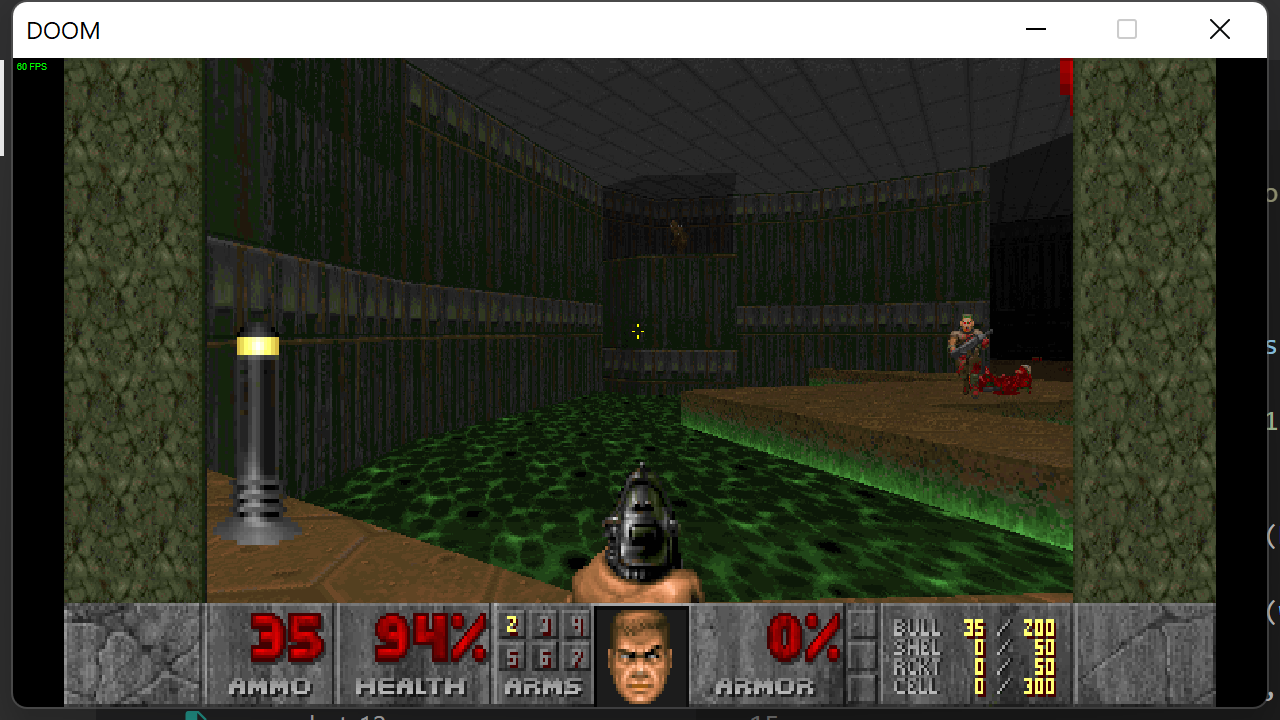 DOOM
60 FPS
35 94% 2 3 4 0% BULL 35 / 200
5 6 7 SHEL 0 / 50
RCKT 0 / 50
AMMO HEALTH ARMS ARMOR CELL 0 / 300